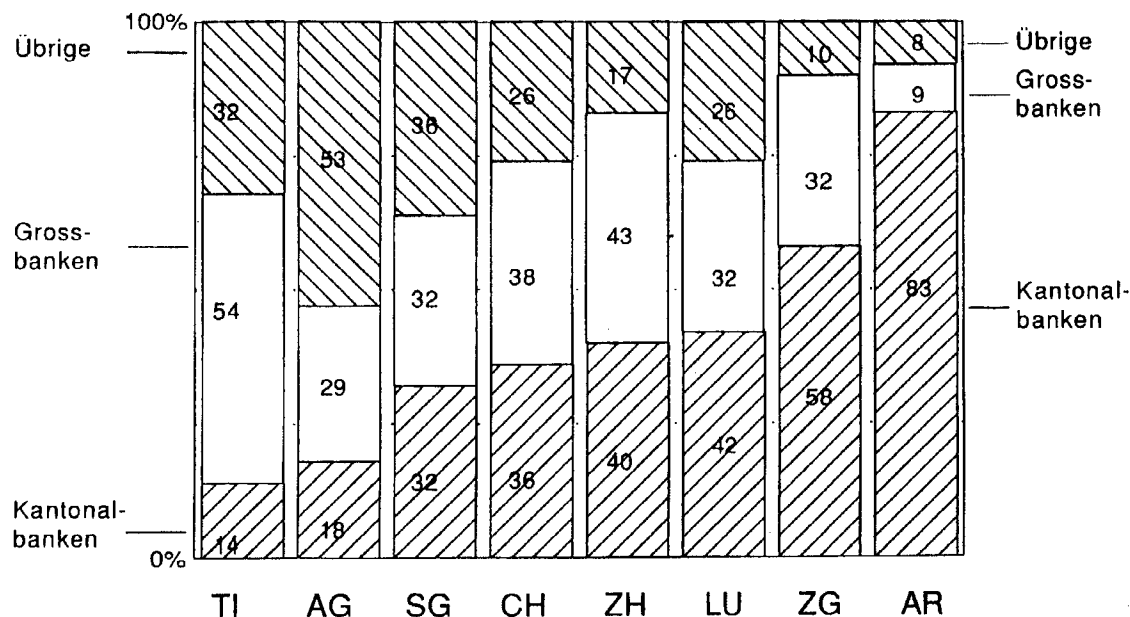 100%
Übrige
Gross-
banken
Kantonal-
banken
0%
32
54
14
53
29
18
36
32
32
26
38
36
17
43
40
26
32
42
10
32
58
8
9
83
Übrige
Gross-
banken
Kantonal-
banken
TI AG SG CH ZH LU ZG AR